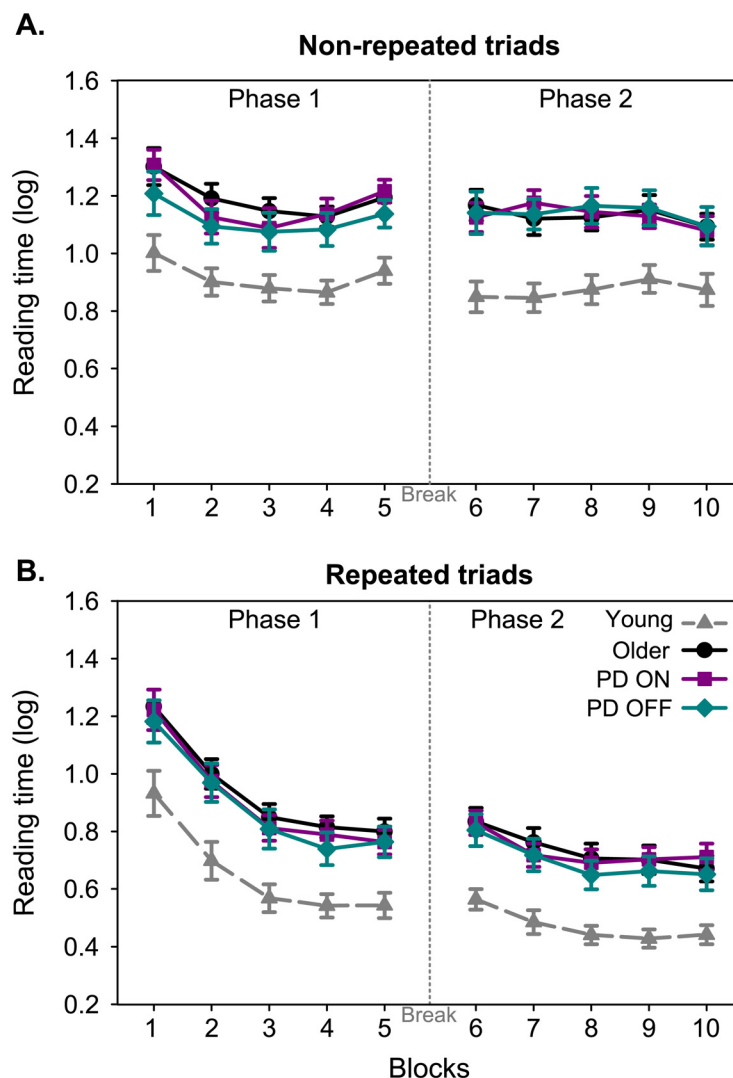 A.
Non-repeated triads
Phase 1 Phase 2
Reading time (log)
1.6
1.4
1.2
1.0
0.8
0.6
0.4
0.2
1 2 3 4 5 Break 6 7 8 9 10
B.
Repeated triads
Phase 1 Phase 2
Young
Older
PD ON
PD OFF
Reading time (log)
1.6
1.4
1.2
1.0
0.8
0.6
0.4
0.2
1 2 3 4 5 Break 6 7 8 9 10
Blocks